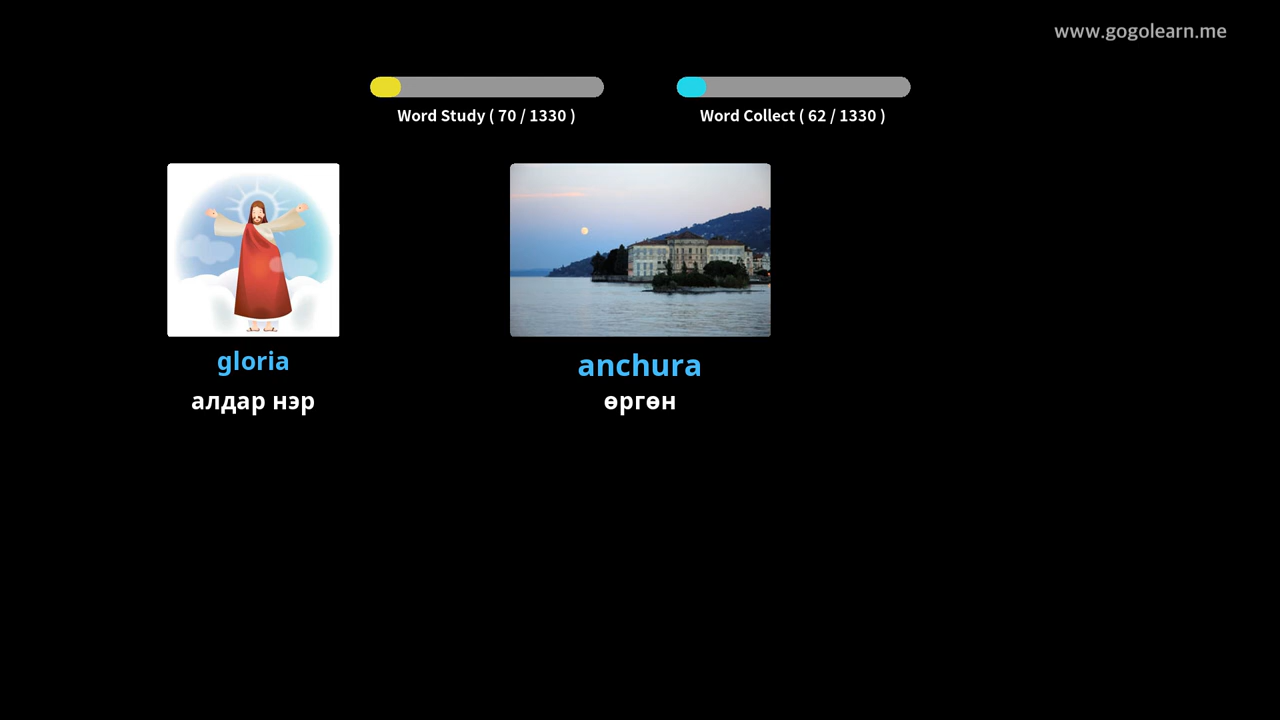 www.gogolearn.me
Word Study ( 70 / 1330 )
Word Collect ( 62 / 1330 )
gloria
алдар нэр
anchura
өргөн